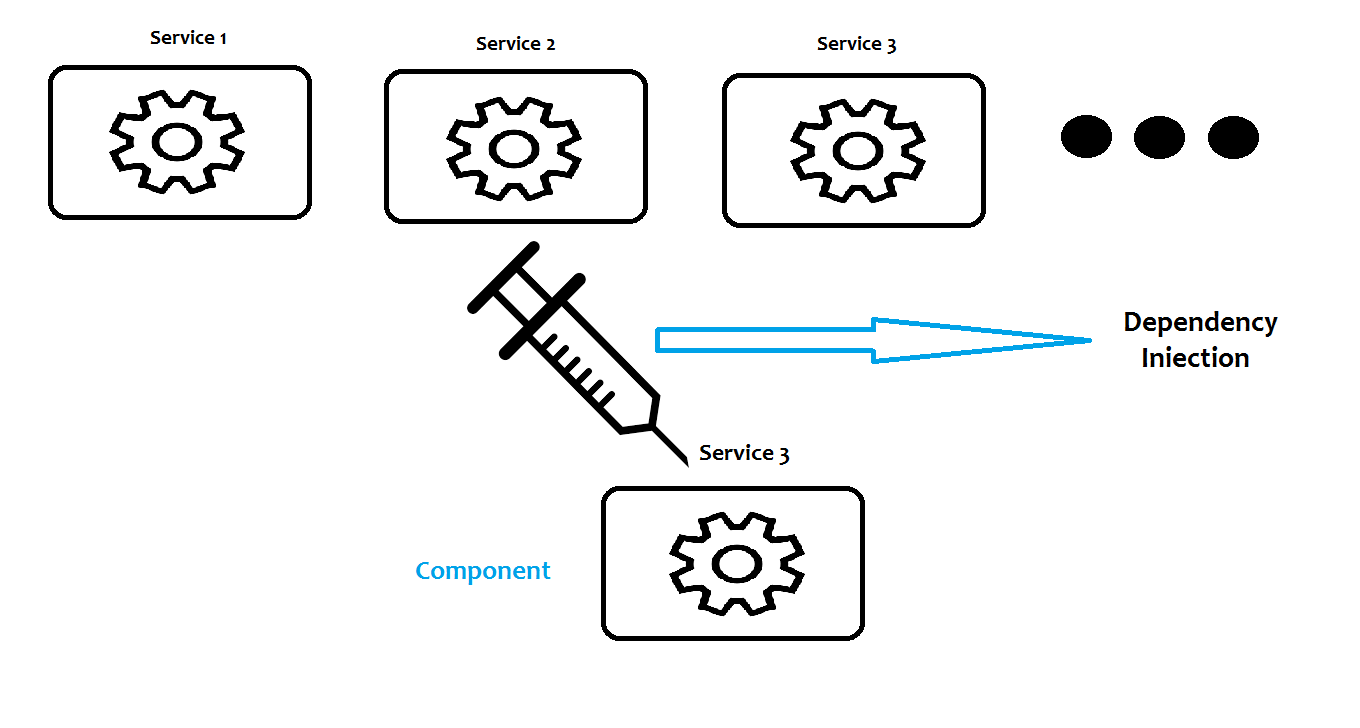 Service 1
Service 2
Service 3
Dependency
Iniection
Service 3
Component